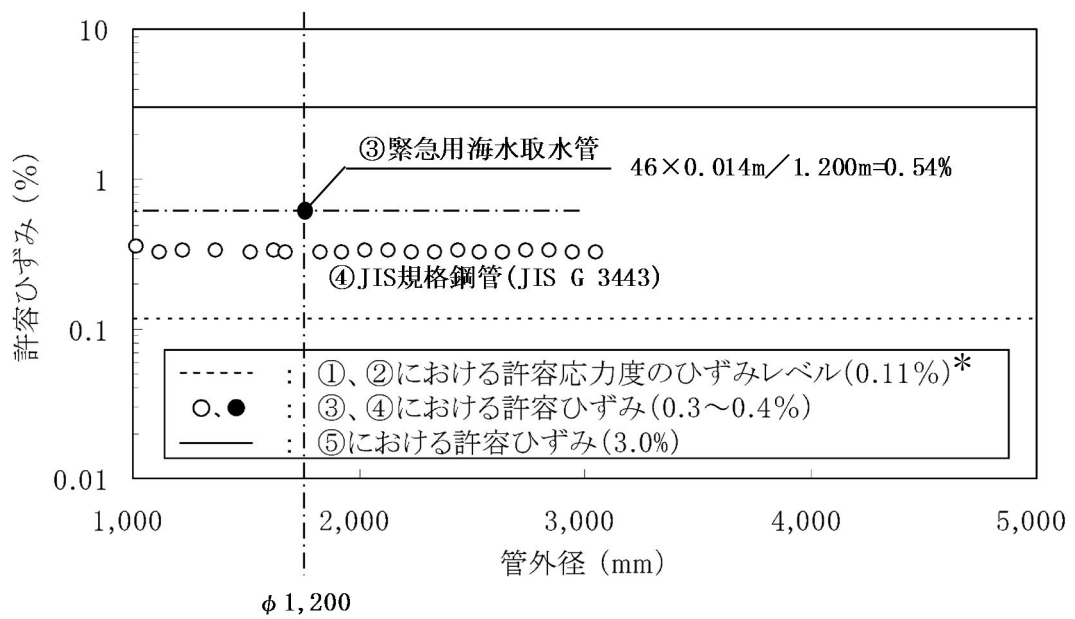 10
1
0.1
0.01
許容ひずみ (%)
③緊急用海水取水管
46×0.014m/1.200m=0.54%
④JIS規格鋼管(JIS G 3443)
------- : ①、②における許容応力度のひずみレベル(0.11%)*
○、● : ③、④における許容ひずみ(0.3～0.4%)
―― : ⑤における許容ひずみ(3.0%)
1,000 2,000 3,000 4,000 5,000
管外径 (mm)
φ1,200